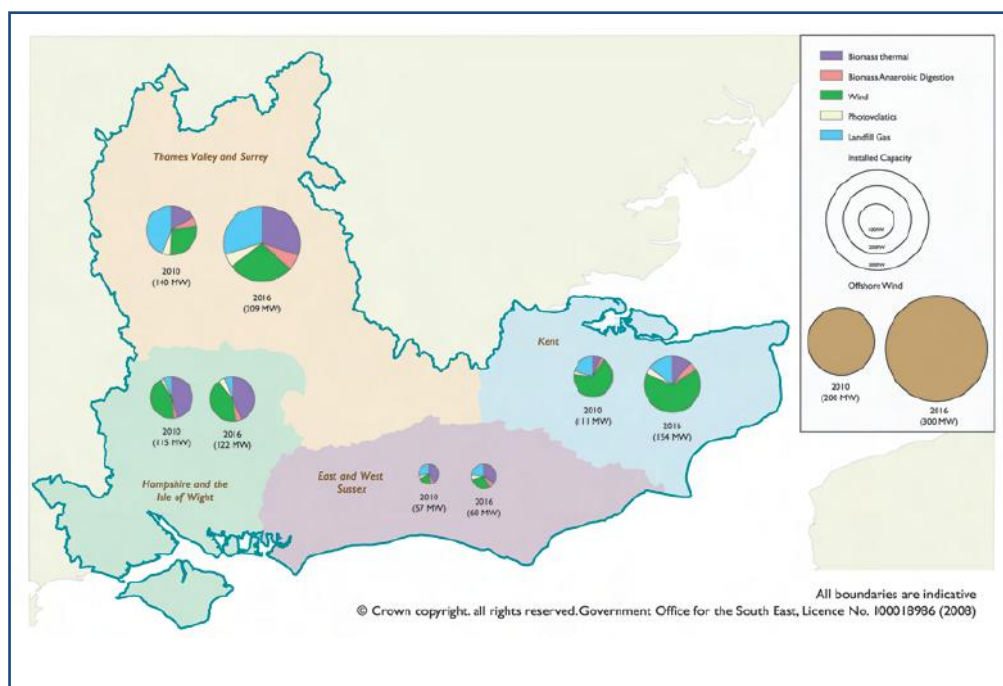 Biomass thermal
Biomass Anaerobic Digestion
Wind
Photovoltaics
Landfill Gas
Installed Capacity
100MW
200MW
300MW
Offshore Wind
2010
(200 MW)
2016
(300 MW)
Thames Valley and Surrey
2010
(140 MW)
2016
(209 MW)
Kent
2010
(111 MW)
2016
(154 MW)
2010
(115 MW)
2016
(122 MW)
Hampshire and the
Isle of Wight
East and West
Sussex
2010
(57 MW)
2016
(68 MW)
All boundaries are indicative
© Crown copyright, all rights reserved. Government Office for the South East, Licence No. 100018986 (2008)